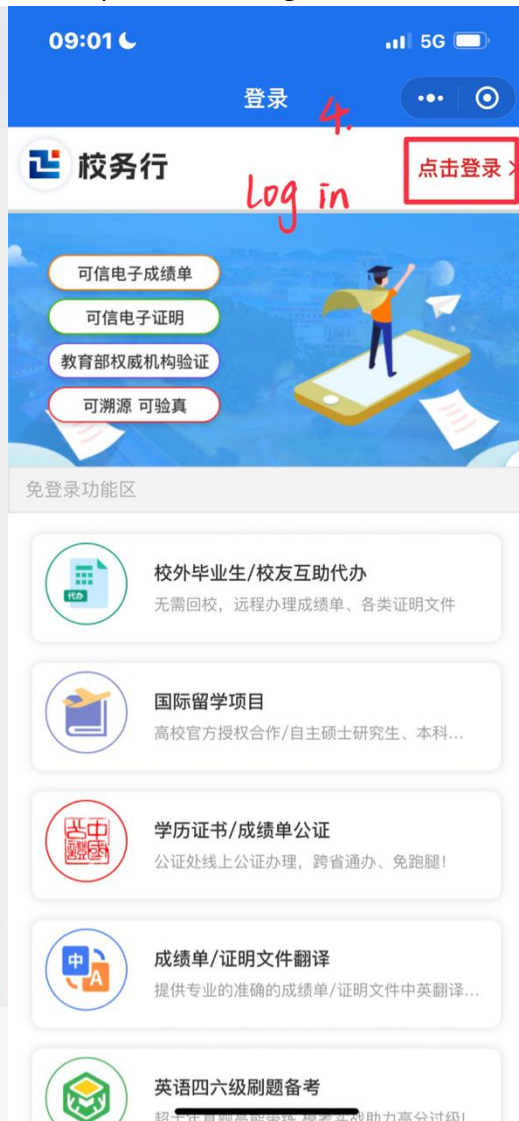 09:01
5G
登录
4.
校务行
点击登录
Log in
可信电子成绩单
可信电子证明
教育部权威机构验证
可溯源 可验真
免登录功能区
代办
校外毕业生/校友互助代办
无需回校，远程办理成绩单、各类证明文件
国际留学项目
高校官方授权合作/自主硕士研究生、本科...
学历证书/成绩单公证
公证处线上公证办理，跨省通办、免跑腿！
中
A
成绩单/证明文件翻译
提供专业的准确的成绩单/证明文件中英翻译...
英语四六级刷题备考